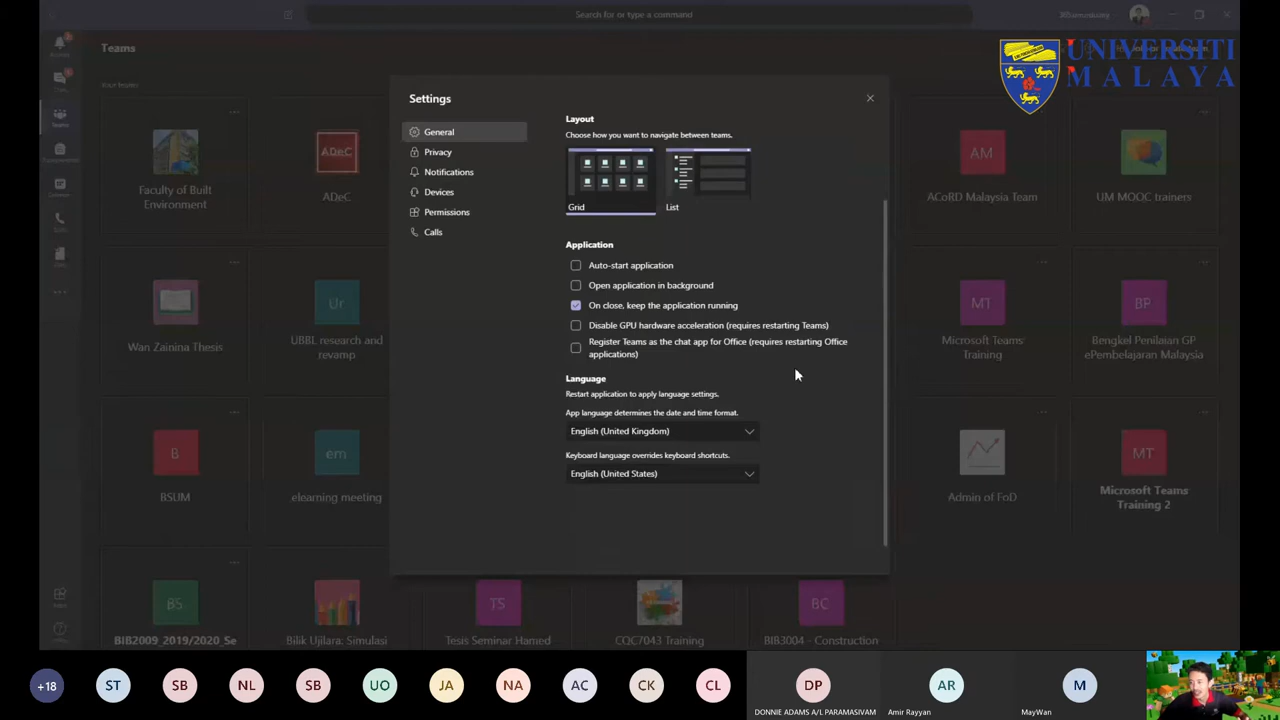 Search for or type a command
UNIVERSITI
MALAYA
Teams
Teams
Settings
General
Privacy
Notifications
Devices
Permissions
Calls
Layout
Choose how you want to navigate between teams.
Grid
List
Application
Auto-start application
Open application in background
On close, keep the application running
Disable GPU hardware acceleration (requires restarting Teams)
Register Teams as the chat app for Office (requires restarting Office
applications)
Language
Restart application to apply language settings.
App language determines the date and time format.
English (United Kingdom)
Keyboard language overrides keyboard shortcuts.
English (United States)
Faculty of Built
Environment
ADeC
ADeC
AM
ACoRD Malaysia Team
UM MOOC trainers
Wan Zainina Thesis
Ur
UBBL research and
revamp
MT
Microsoft Teams
Training
BP
Bengkel Penilaian GP
ePembelajaran Malaysia
B
BSUM
em
elearning meeting
Admin of FoD
MT
Microsoft Teams
Training 2
BS
BIB2009_2019/2020_Se
Bilik Ujilara: Simulasi
TS
Tesis Seminar Hamed
CQC7043 Training
BC
BIB3004 - Construction
+18
ST
SB
NL
SB
UO
JA
NA
AC
CK
CL
DP
DONNIE ADAMS A/L PARAMASIVAM
AR
Amir Rayyan
M
MayWan